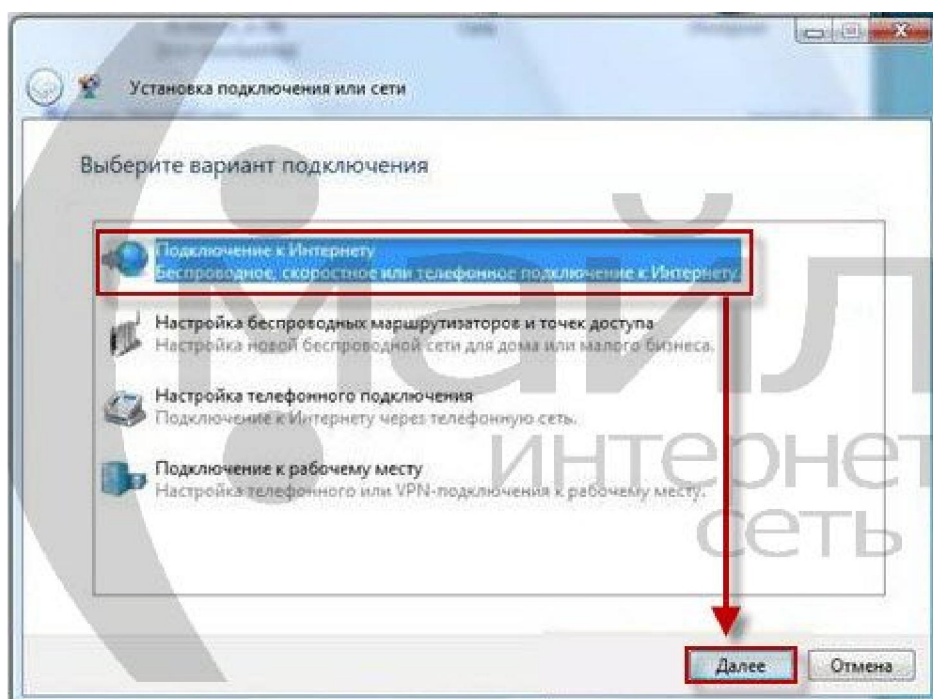 Установка подключения или сети
Выберите вариант подключения
Подключение к Интернету
Беспроводное, скоростное или телефонное подключение к Интернету.
Настройка беспроводных маршрутизаторов и точек доступа
Настройка новой беспроводной сети для дома или малого бизнеса.
Настройка телефонного подключения
Подключение к Интернету через телефонную сеть.
Подключение к рабочему месту
Настройка телефонного или VPN-подключения к рабочему месту.
майл
интернет
сеть
Далее
Отмена